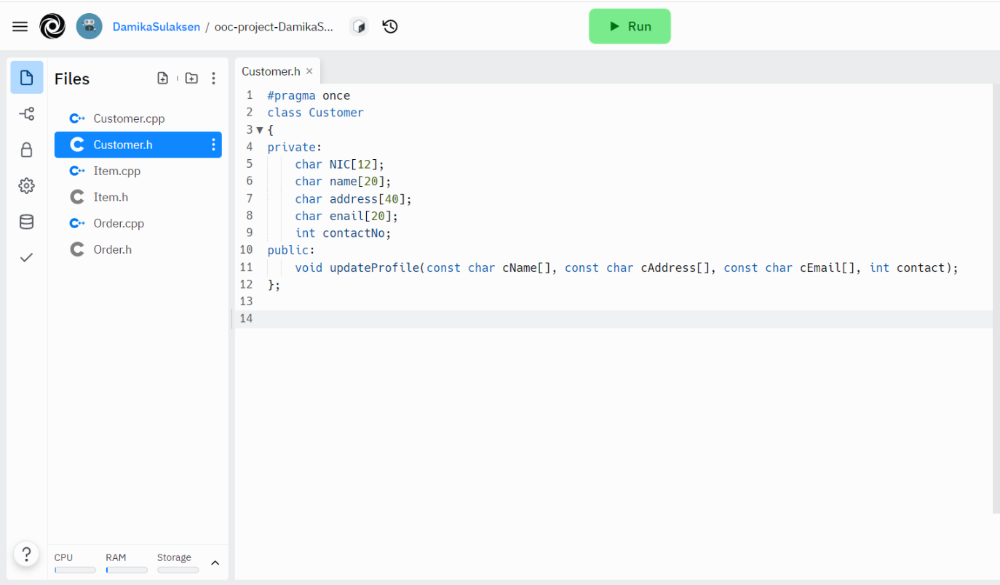 DamikaSulaksen / ooc-project-DamikaS...
Run
Files
Customer.cpp
Customer.h
Item.cpp
Item.h
Order.cpp
Order.h
CPU
RAM
Storage
?
Customer.h ×
1 #pragma once
2 class Customer
3 {
4 private:
5 char NIC[12];
6 char name[20];
7 char address[40];
8 char enail[20];
9 int contactNo;
10 public:
11 void updateProfile(const char cName[], const char cAddress[], const char cEmail[], int contact);
12 };
13
14